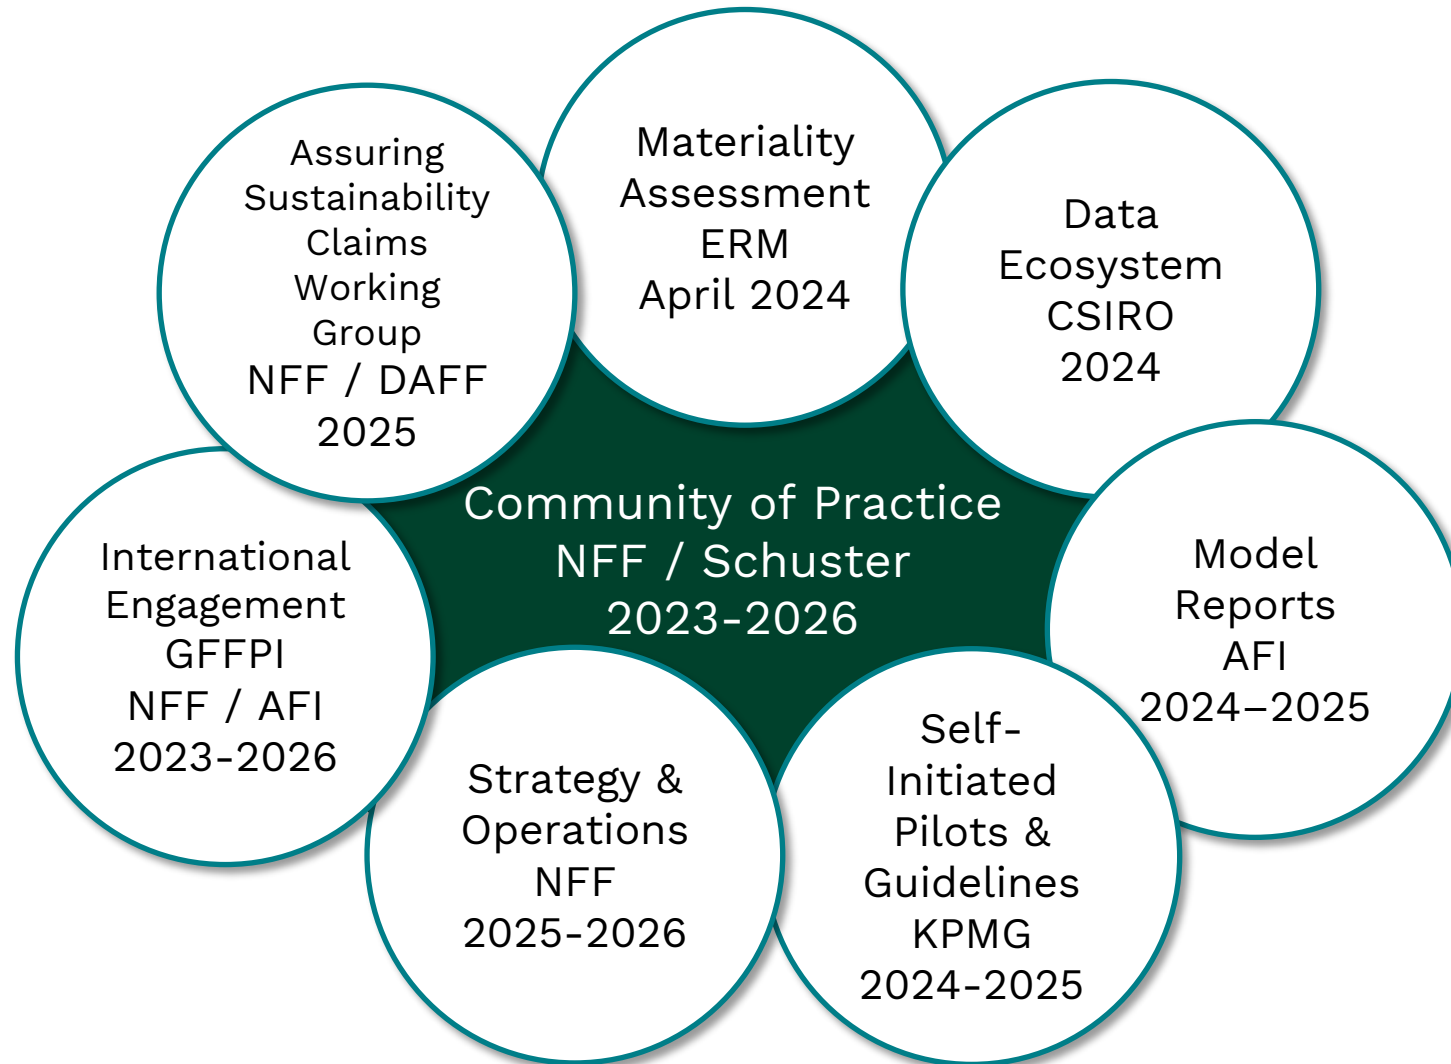 Materiality
Assessment
ERM
April 2024
Data
Ecosystem
CSIRO
2024
Model
Reports
AFI
2024–2025
Self-
Initiated
Pilots &
Guidelines
KPMG
2024-2025
Strategy &
Operations
NFF
2025-2026
International
Engagement
GFFPI
NFF / AFI
2023-2026
Assuring
Sustainability
Claims
Working
Group
NFF / DAFF
2025
Community of Practice
NFF / Schuster
2023-2026